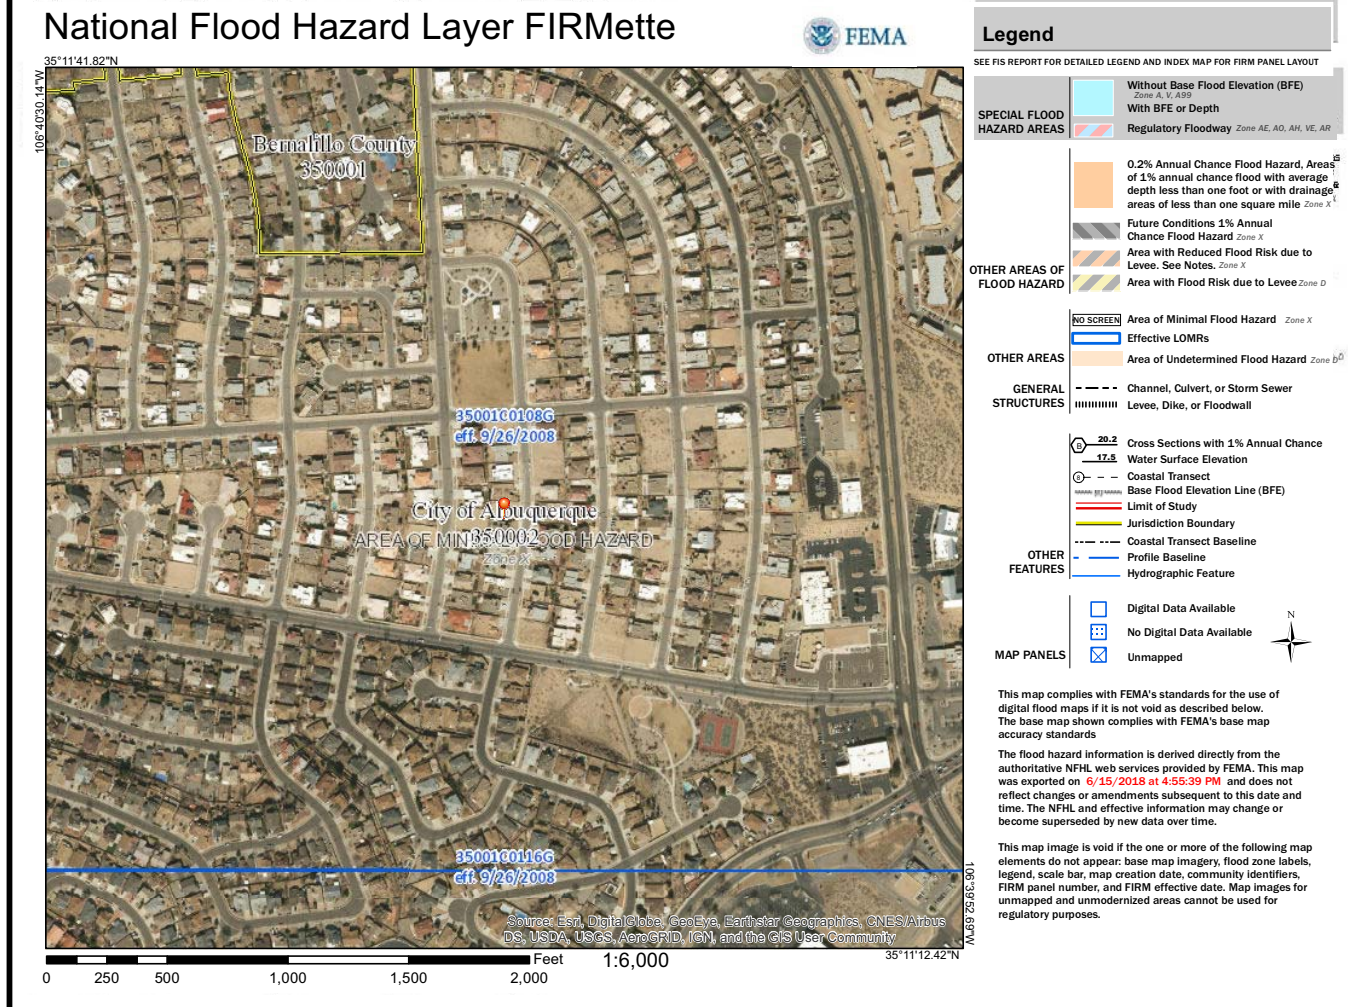 National Flood Hazard Layer FIRMette
FEMA
35°11'41.82"N
106°40'30.14"W
Bernalillo County
350001
35001C0108G
eff. 9/26/2008
City of Albuquerque
350002
AREA OF MINIMAL FLOOD HAZARD
Zone X
35001C0116G
eff. 9/26/2008
Source: Esri, DigitalGlobe, GeoEye, Earthstar Geographics, CNES/Airbus
DS, USDA, USGS, AeroGRID, IGN, and the GIS User Community
106°39'52.69"W
35°11'12.42"N
Feet
1:6,000
0 250 500 1,000 1,500 2,000
Legend
SEE FIS REPORT FOR DETAILED LEGEND AND INDEX MAP FOR FIRM PANEL LAYOUT
SPECIAL FLOOD
HAZARD AREAS
Without Base Flood Elevation (BFE)
Zone A, V, A99
With BFE or Depth
Regulatory Floodway Zone AE, AO, AH, VE, AR
0.2% Annual Chance Flood Hazard, Areas
of 1% annual chance flood with average
depth less than one foot or with drainage
areas of less than one square mile Zone X
Future Conditions 1% Annual
Chance Flood Hazard Zone X
Area with Reduced Flood Risk due to
Levee. See Notes. Zone X
OTHER AREAS OF
FLOOD HAZARD
Area with Flood Risk due to Levee Zone D
NO SCREEN Area of Minimal Flood Hazard Zone X
Effective LOMRs
OTHER AREAS
Area of Undetermined Flood Hazard Zone D
GENERAL
STRUCTURES
Channel, Culvert, or Storm Sewer
Levee, Dike, or Floodwall
B 20.2 Cross Sections with 1% Annual Chance
17.5 Water Surface Elevation
8 Coastal Transect
Base Flood Elevation Line (BFE)
Limit of Study
Jurisdiction Boundary
Coastal Transect Baseline
OTHER
FEATURES
Profile Baseline
Hydrographic Feature
Digital Data Available
No Digital Data Available
MAP PANELS
Unmapped
N
This map complies with FEMA's standards for the use of
digital flood maps if it is not void as described below.
The base map shown complies with FEMA's base map
accuracy standards
The flood hazard information is derived directly from the
authoritative NFHL web services provided by FEMA. This map
was exported on 6/15/2018 at 4:55:39 PM and does not
reflect changes or amendments subsequent to this date and
time. The NFHL and effective information may change or
become superseded by new data over time.
This map image is void if the one or more of the following map
elements do not appear: base map imagery, flood zone labels,
legend, scale bar, map creation date, community identifiers,
FIRM panel number, and FIRM effective date. Map images for
unmapped and unmodernized areas cannot be used for
regulatory purposes.